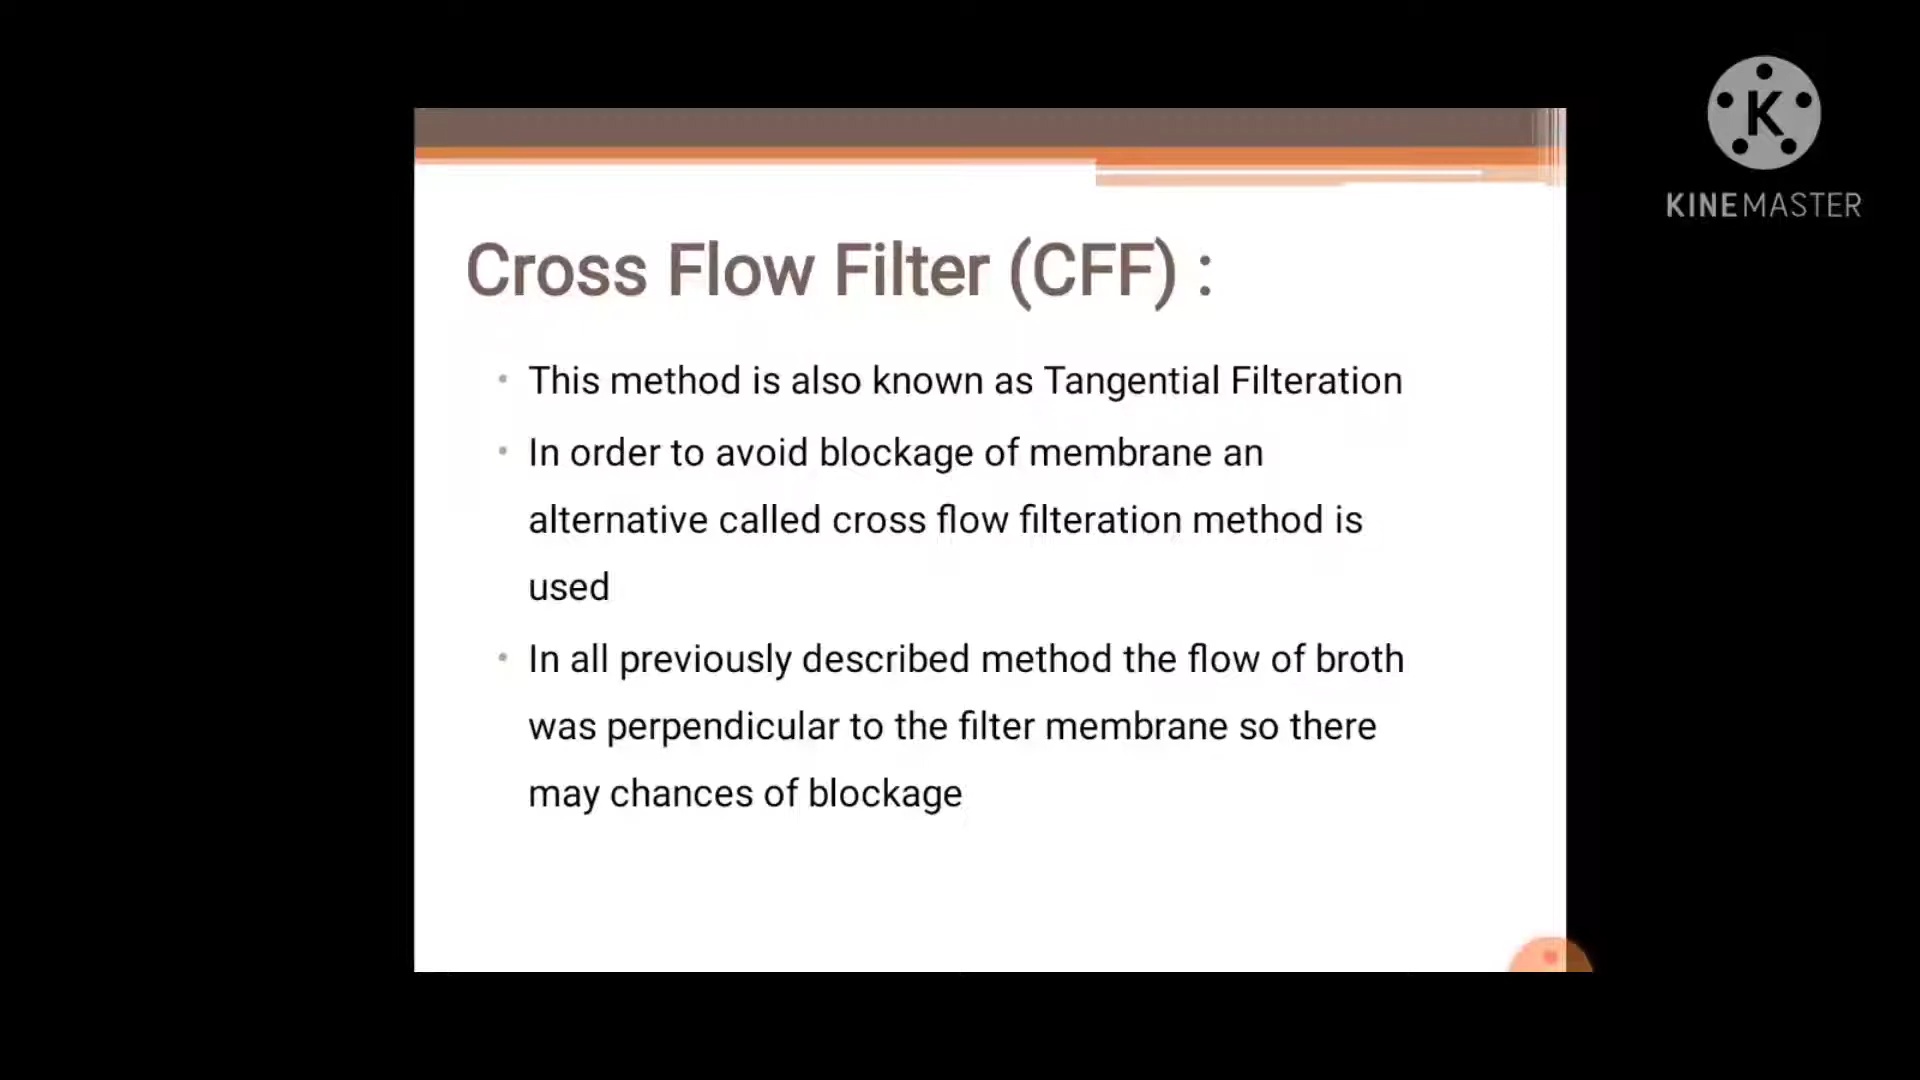 K
KINEMASTER
Cross Flow Filter (CFF) :
• This method is also known as Tangential Filteration
• In order to avoid blockage of membrane an
alternative called cross flow filteration method is
used
• In all previously described method the flow of broth
was perpendicular to the filter membrane so there
may chances of blockage